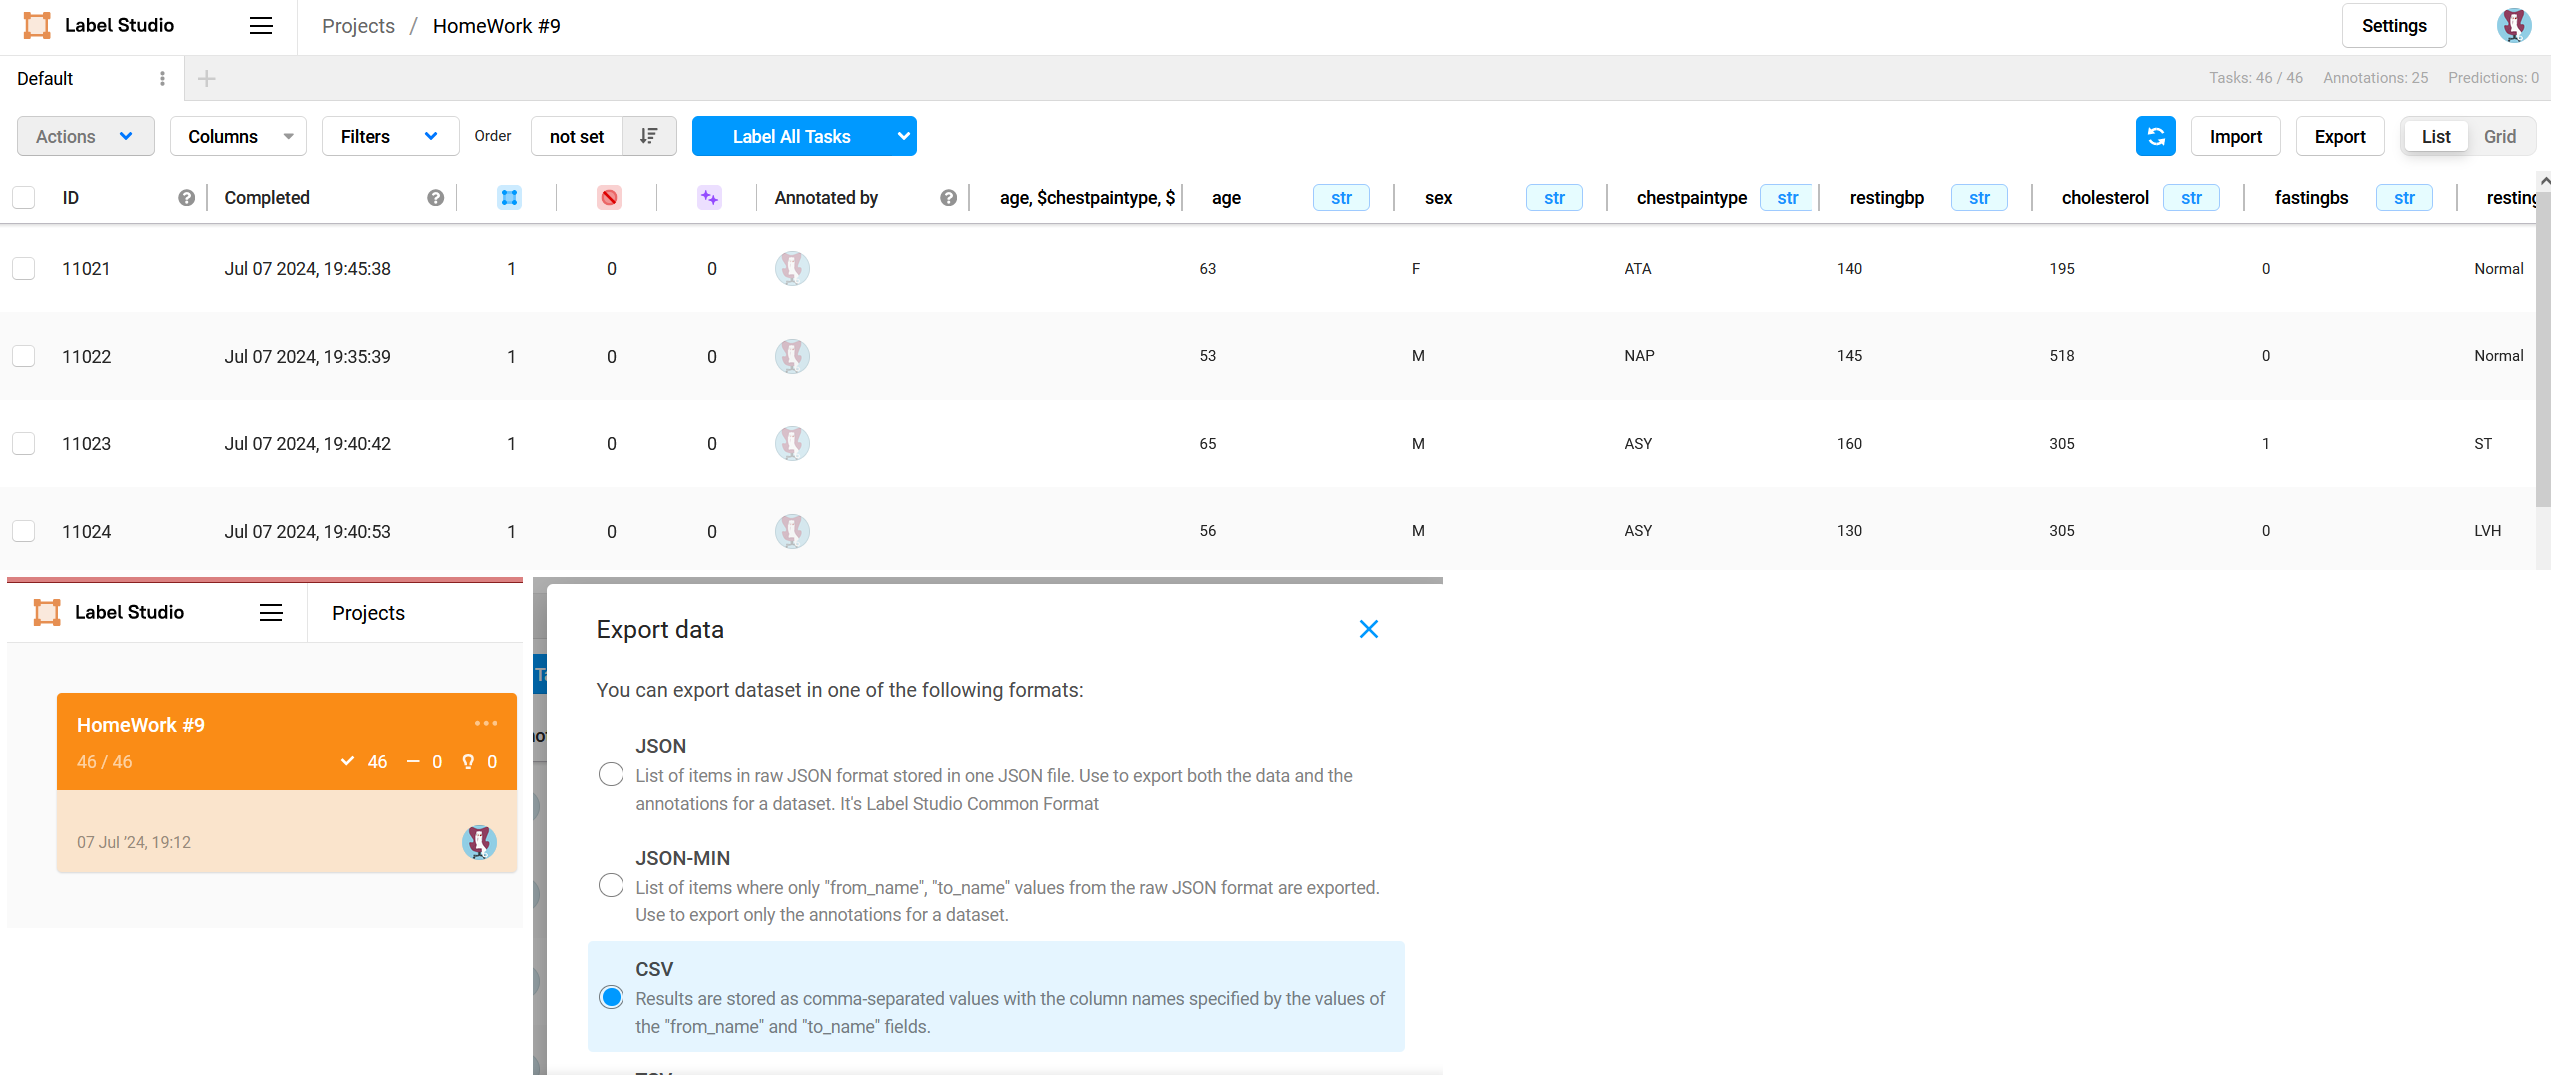 Label Studio Projects / HomeWork #9 Settings
Default Tasks: 46 / 46 Annotations: 25 Predictions: 0
Actions Columns Filters Order not set Label All Tasks Import Export List Grid
ID Completed Annotated by age, $chestpaintype, $ age str sex str chestpaintype str restingbp str cholesterol str fastingbs str resting
11021 Jul 07 2024, 19:45:38 1 0 0 63 F ATA 140 195 0 Normal
11022 Jul 07 2024, 19:35:39 1 0 0 53 M NAP 145 518 0 Normal
11023 Jul 07 2024, 19:40:42 1 0 0 65 M ASY 160 305 1 ST
11024 Jul 07 2024, 19:40:53 1 0 0 56 M ASY 130 305 0 LVH
Label Studio Projects
HomeWork #9
46 / 46 46 0 0
07 Jul '24, 19:12
Export data
You can export dataset in one of the following formats:
JSON
List of items in raw JSON format stored in one JSON file. Use to export both the data and the
annotations for a dataset. It's Label Studio Common Format
JSON-MIN
List of items where only "from_name", "to_name" values from the raw JSON format are exported.
Use to export only the annotations for a dataset.
CSV
Results are stored as comma-separated values with the column names specified by the values of
the "from_name" and "to_name" fields.